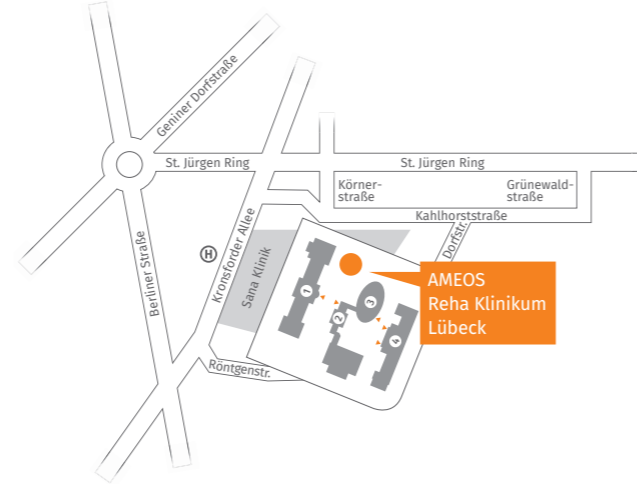 Geniner Dorfstraße
St. Jürgen Ring
St. Jürgen Ring
Körner-
straße
Grünewald-
straße
Kahlhorststraße
Dorfstr.
Kronsforder Allee
Berliner Straße
H
Sana Klinik
1
2
3
4
AMEOS
Reha Klinikum
Lübeck
Röntgenstr.